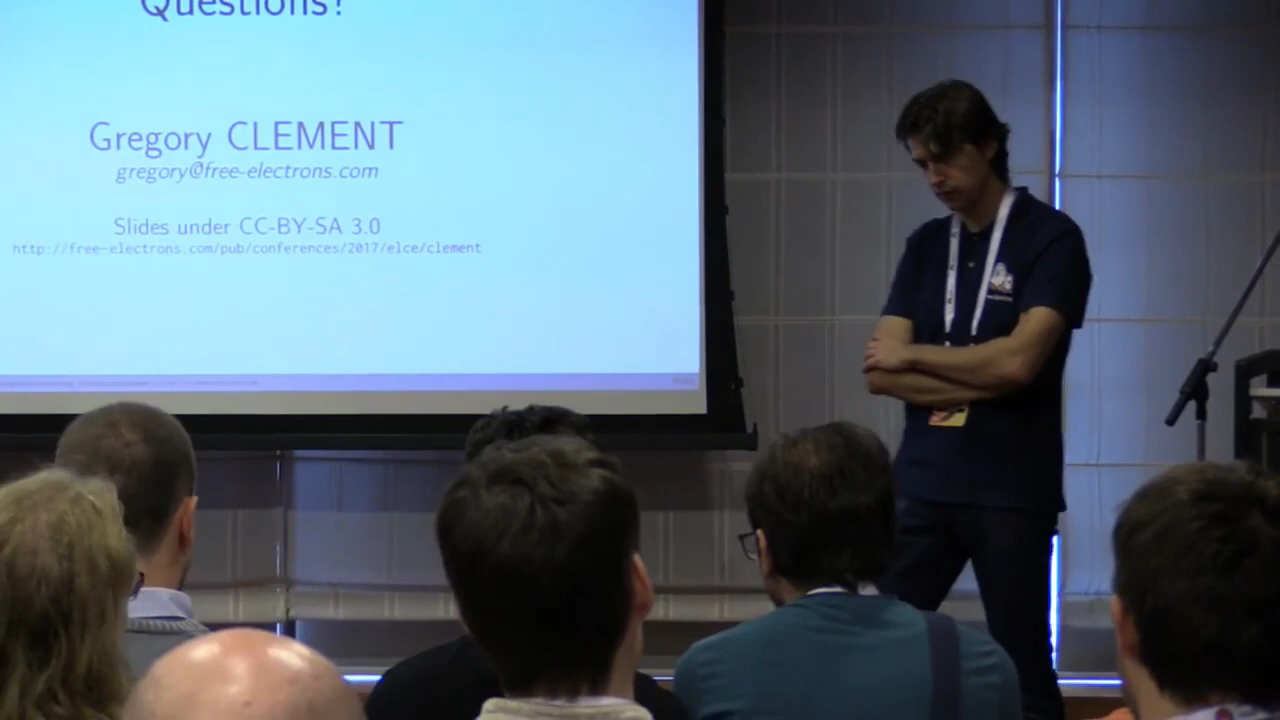 Questions?
Gregory CLEMENT
gregory@free-electrons.com
Slides under CC-BY-SA 3.0
http://free-electrons.com/pub/conferences/2017/elce/clement